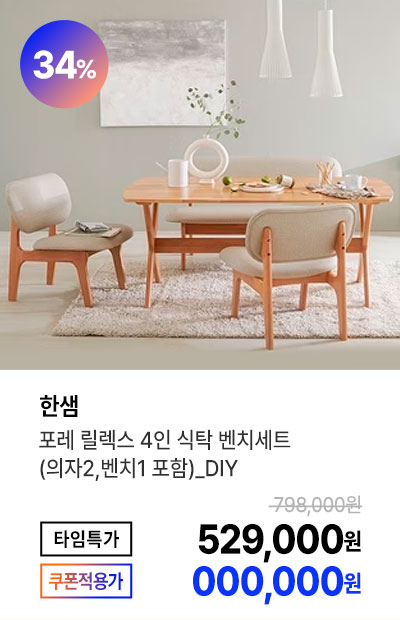 34%
한샘
포레 릴렉스 4인 식탁 벤치세트
(의자2,벤치1 포함)_DIY
798,000원
타임특가 529,000원
쿠폰적용가 000,000원